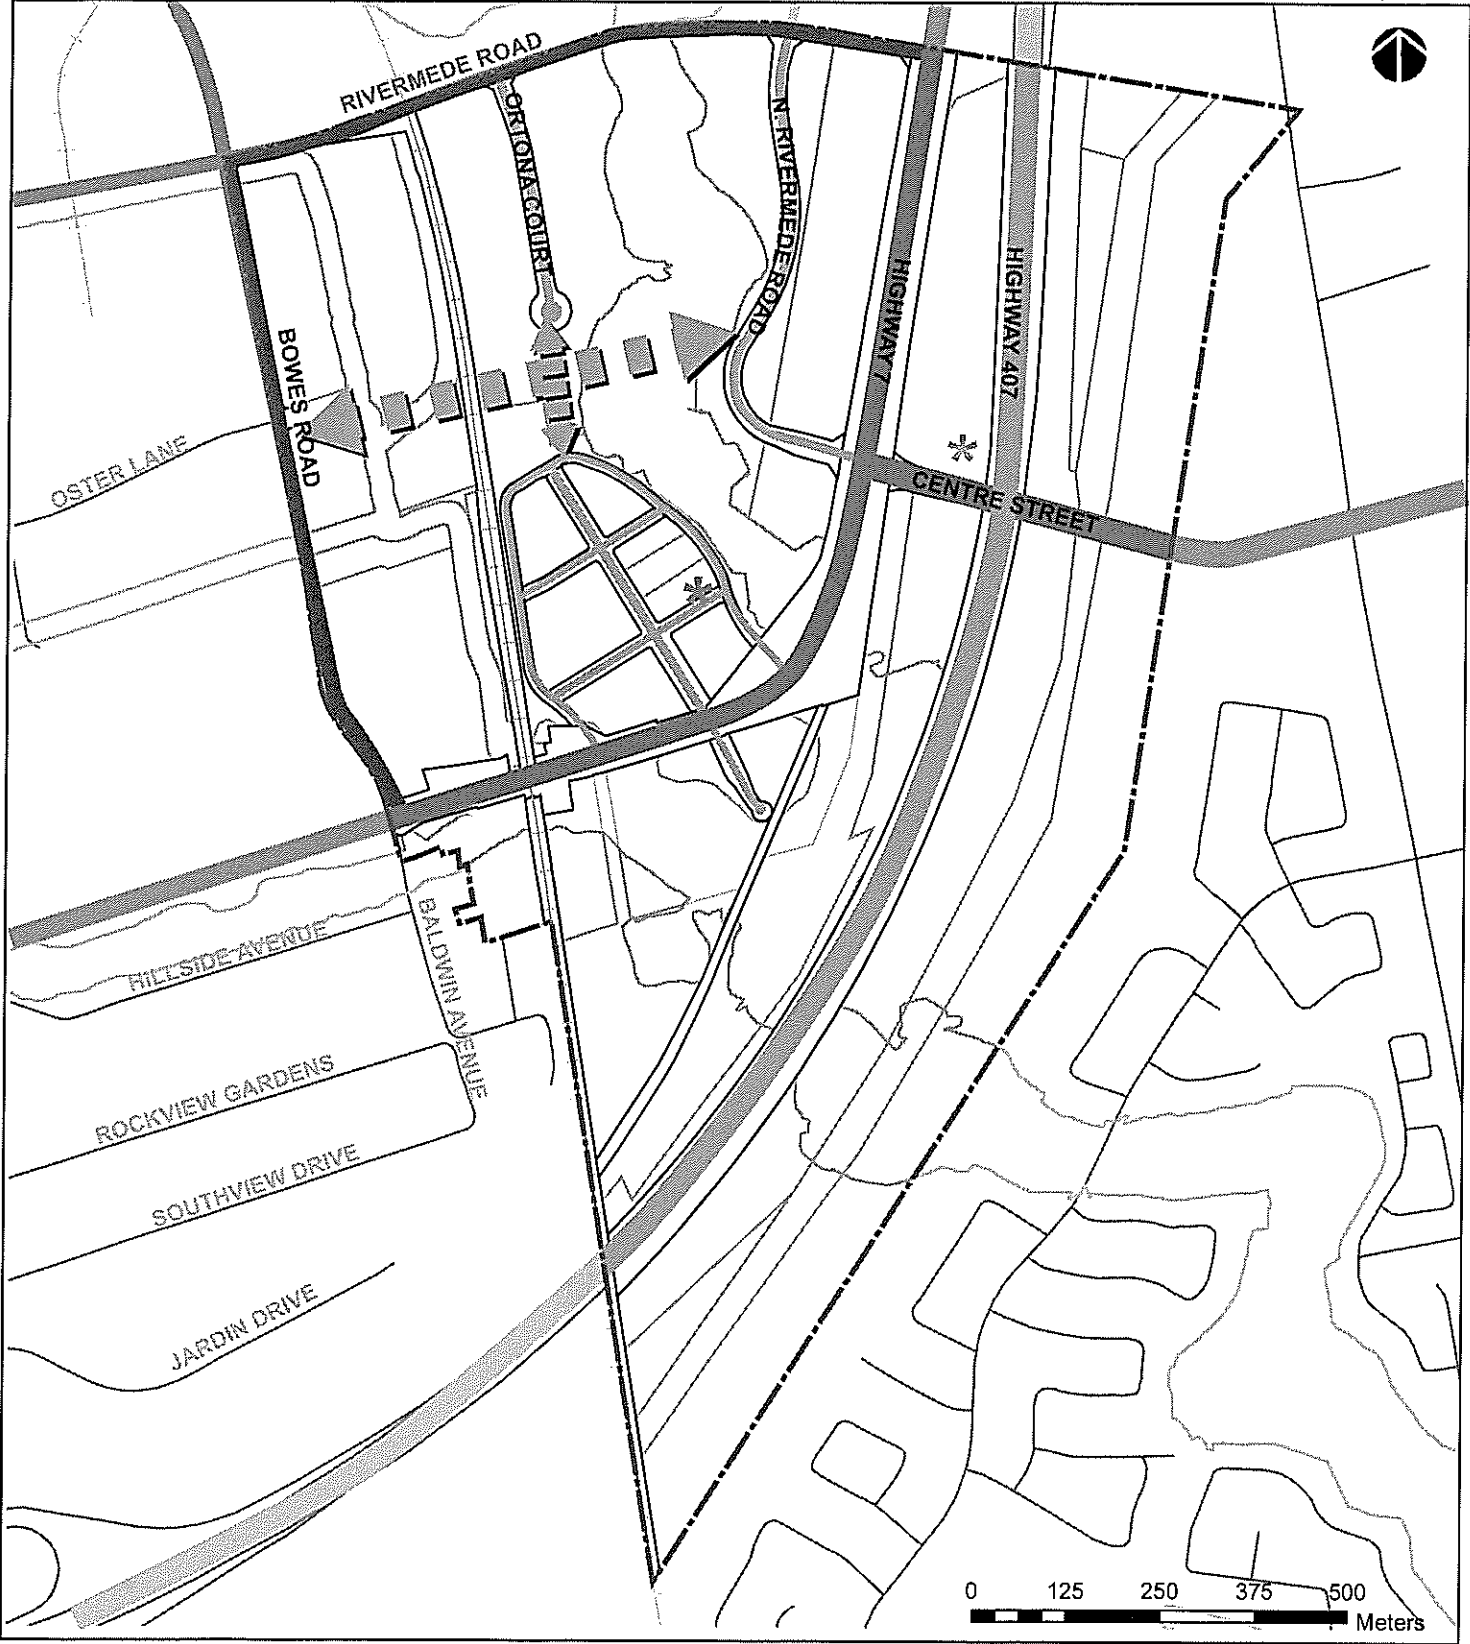 RIVERMEDE ROAD
ORTONA COURT
N. RIVERMEDE ROAD
HIGHWAY 7
HIGHWAY 407
BOWES ROAD
OSTER LANE
CENTRE STREET
HILLSIDE AVENUE
BALDWIN AVENUE
ROCKVIEW GARDENS
SOUTHVIEW DRIVE
JARDIN DRIVE
0 125 250 375 500
Meters